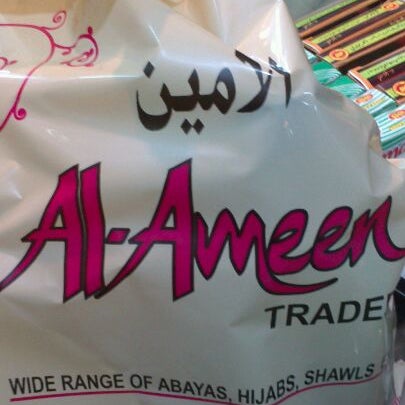 الامين
Al-Ameen
TRADE
WIDE RANGE OF ABAYAS, HIJABS, SHAWLS